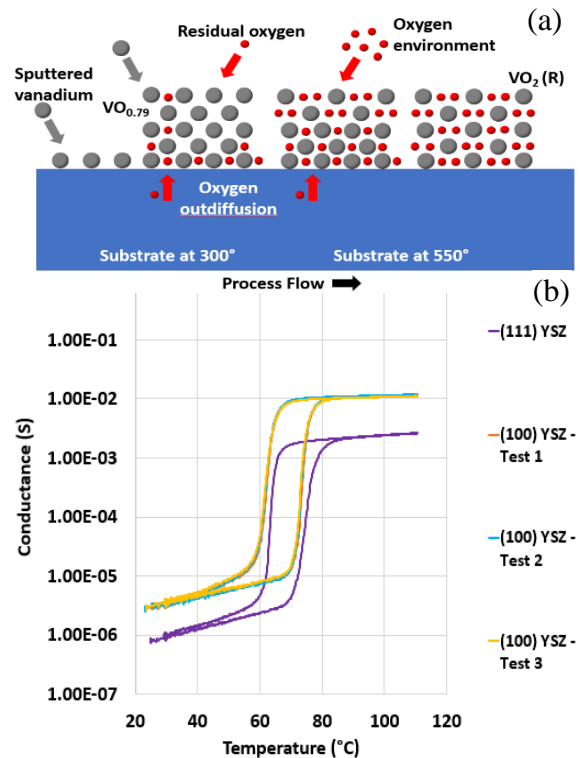 (a)
Residual oxygen
Oxygen
environment
Sputtered
vanadium
VO0.79
VO2 (R)
Oxygen
outdiffusion
Substrate at 300°
Substrate at 550°
Process Flow
(b)
1.00E-01
1.00E-02
1.00E-03
1.00E-04
1.00E-05
1.00E-06
1.00E-07
Conductance (S)
20
40
60
80
100
120
Temperature (°C)
(111) YSZ
(100) YSZ -
Test 1
(100) YSZ -
Test 2
(100) YSZ -
Test 3